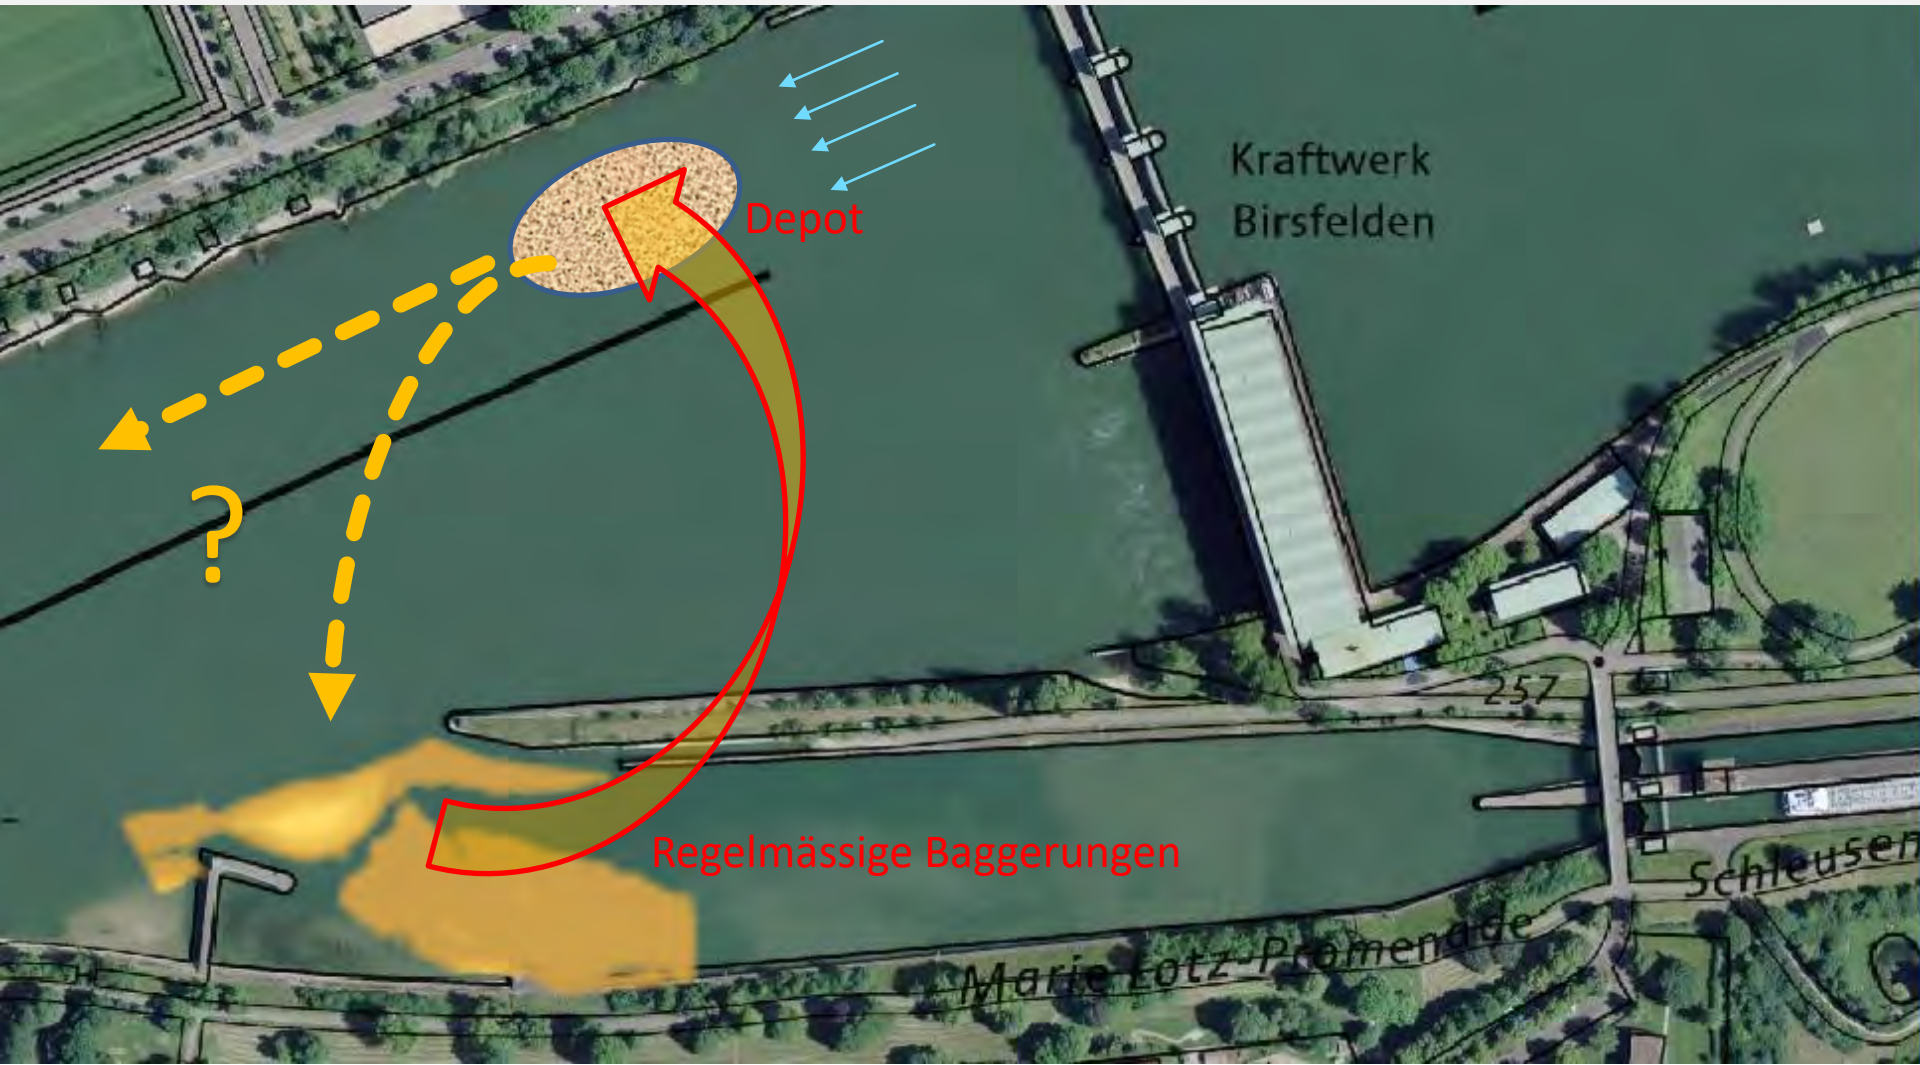 Kraftwerk
Birsfelden
Depot
?
257
Regelmässige Baggerungen
Schleusen
Marie Lotz-Promenade